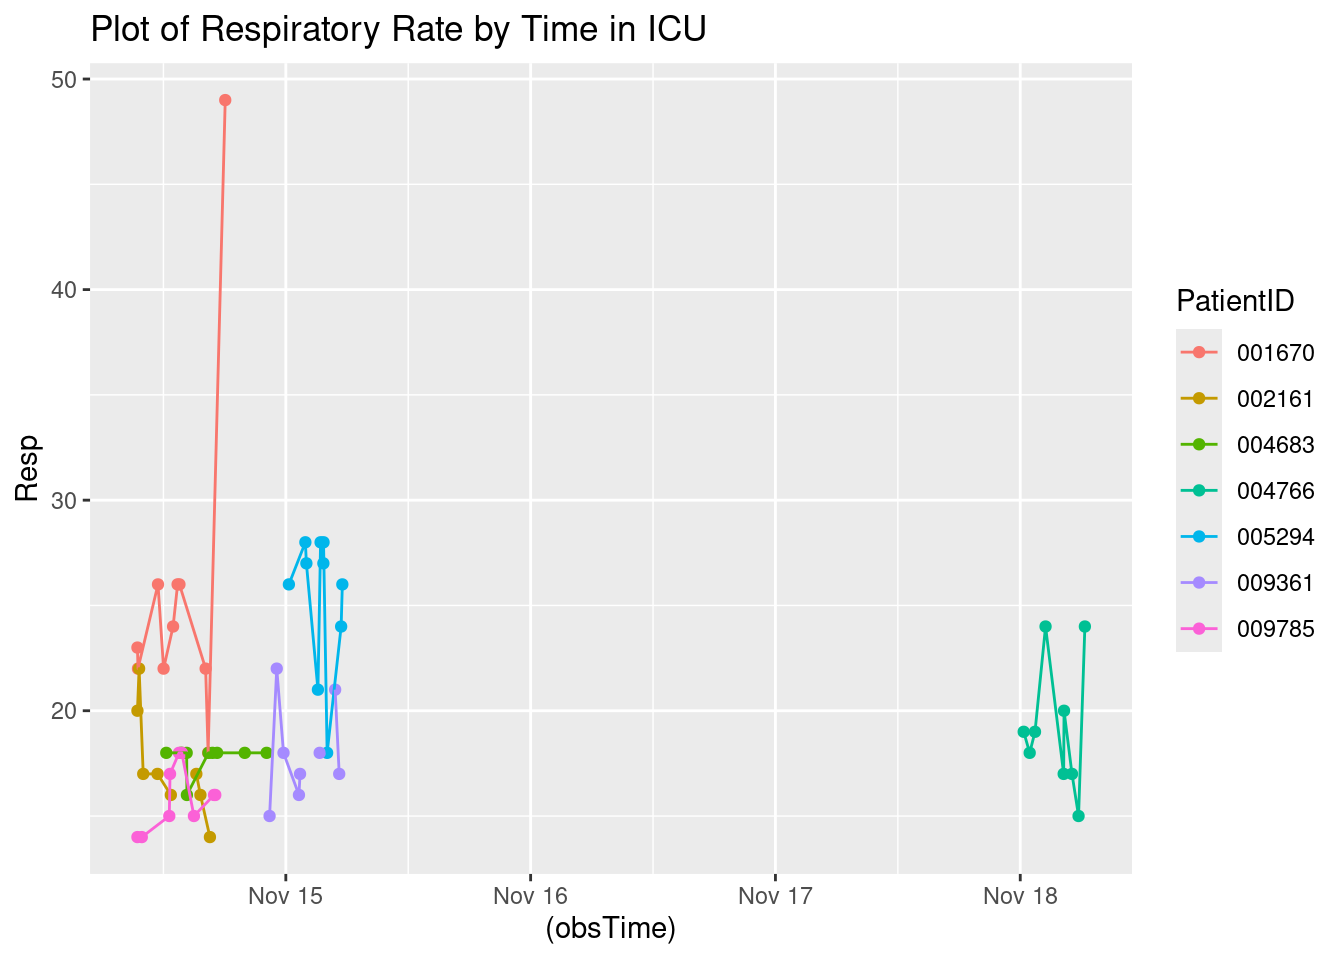 Plot of Respiratory Rate by Time in ICU
50
40
30
20
Resp
Nov 15
Nov 16
Nov 17
Nov 18
(obsTime)
PatientID
001670
002161
004683
004766
005294
009361
009785